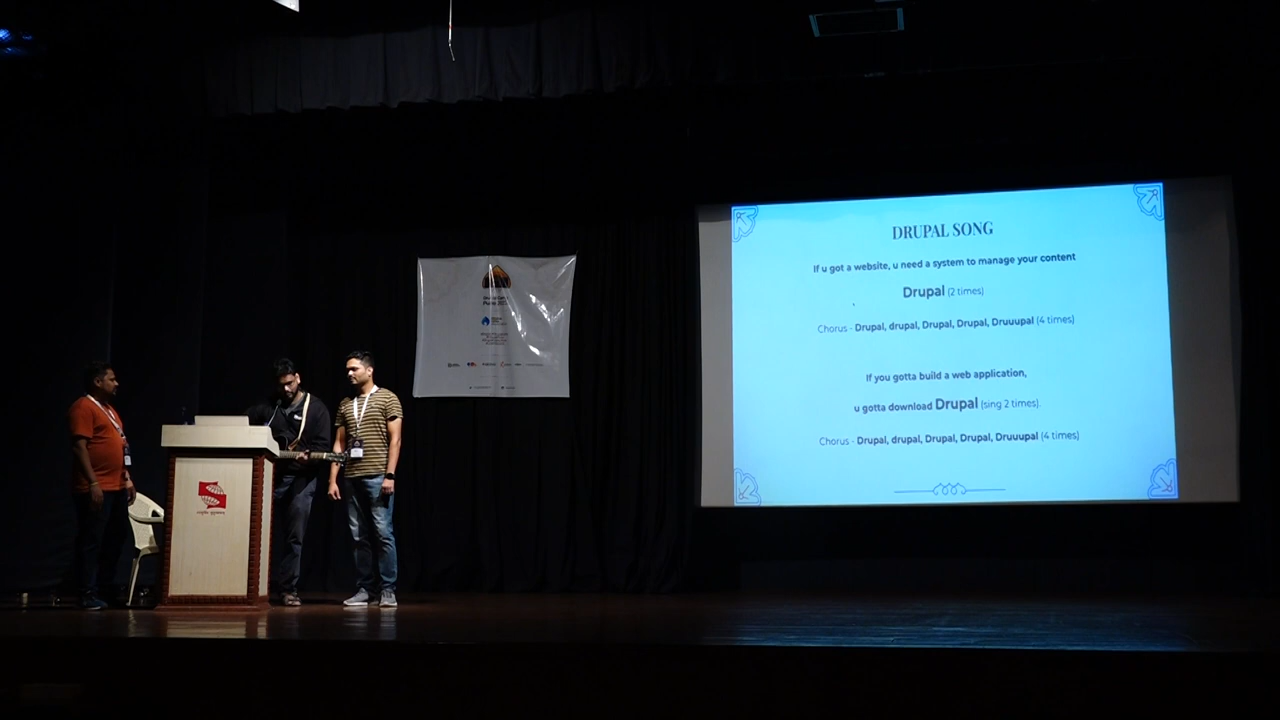 DRUPAL SONG
If u got a website, u need a system to manage your content
Drupal (2 times)
Chorus - Drupal, drupal, Drupal, Drupal, Druuupal (4 times)
If you gotta build a web application,
u gotta download Drupal (sing 2 times).
Chorus - Drupal, drupal, Drupal, Drupal, Druuupal (4 times)